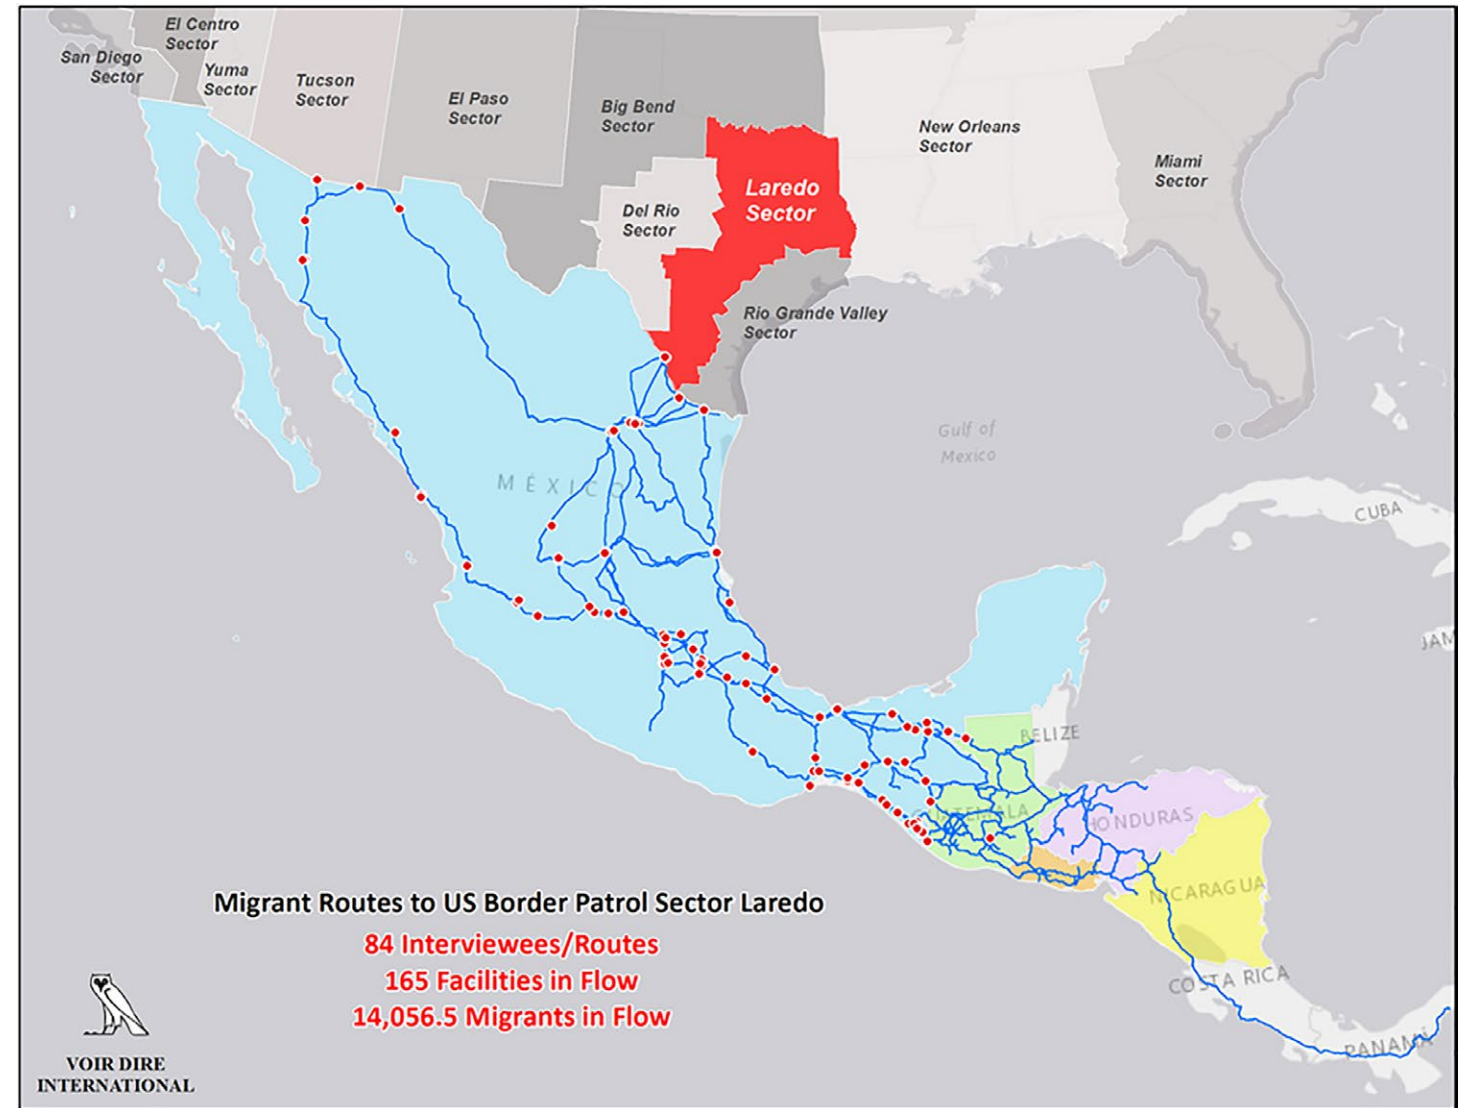 El Centro
Sector
San Diego
Sector
Yuma
Sector
Tucson
Sector
El Paso
Sector
Big Bend
Sector
New Orleans
Sector
Miami
Sector
Laredo
Sector
Del Rio
Sector
Rio Grande Valley
Sector
Gulf of
Mexico
MÉXICO
CUBA
JAM
BELIZE
GUATEMALA
HONDURAS
NICARAGUA
COSTA RICA
PANAMÁ
Migrant Routes to US Border Patrol Sector Laredo
84 Interviewees/Routes
165 Facilities in Flow
14,056.5 Migrants in Flow
VOIR DIRE
INTERNATIONAL